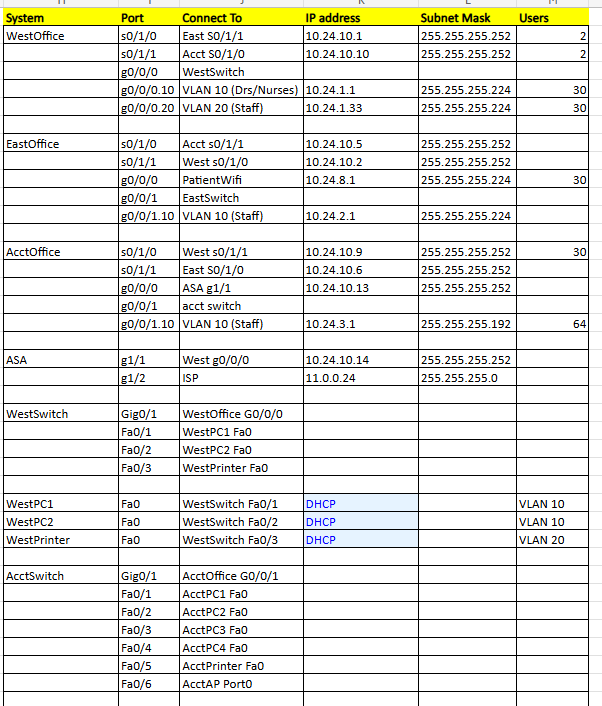 System Port Connect To IP address Subnet Mask Users
WestOffice s0/1/0 East S0/1/1 10.24.10.1 255.255.255.252 2
s0/1/1 Acct S0/1/0 10.24.10.10 255.255.255.252 2
g0/0/0 WestSwitch
g0/0/0.10 VLAN 10 (Drs/Nurses) 10.24.1.1 255.255.255.224 30
g0/0/0.20 VLAN 20 (Staff) 10.24.1.33 255.255.255.224 30
EastOffice s0/1/0 Acct s0/1/1 10.24.10.5 255.255.255.252
s0/1/1 West s0/1/0 10.24.10.2 255.255.255.252
g0/0/0 PatientWifi 10.24.8.1 255.255.255.224 30
g0/0/1 EastSwitch
g0/0/1.10 VLAN 10 (Staff) 10.24.2.1 255.255.255.224
AcctOffice s0/1/0 West s0/1/1 10.24.10.9 255.255.255.252 30
s0/1/1 East S0/1/0 10.24.10.6 255.255.255.252
g0/0/0 ASA g1/1 10.24.10.13 255.255.255.252
g0/0/1 acct switch
g0/0/1.10 VLAN 10 (Staff) 10.24.3.1 255.255.255.192 64
ASA g1/1 West g0/0/0 10.24.10.14 255.255.255.252
g1/2 ISP 11.0.0.24 255.255.255.0
WestSwitch Gig0/1 WestOffice G0/0/0
Fa0/1 WestPC1 Fa0
Fa0/2 WestPC2 Fa0
Fa0/3 WestPrinter Fa0
WestPC1 Fa0 WestSwitch Fa0/1 DHCP VLAN 10
WestPC2 Fa0 WestSwitch Fa0/2 DHCP VLAN 10
WestPrinter Fa0 WestSwitch Fa0/3 DHCP VLAN 20
AcctSwitch Gig0/1 AcctOffice G0/0/1
Fa0/1 AcctPC1 Fa0
Fa0/2 AcctPC2 Fa0
Fa0/3 AcctPC3 Fa0
Fa0/4 AcctPC4 Fa0
Fa0/5 AcctPrinter Fa0
Fa0/6 AcctAP Port0